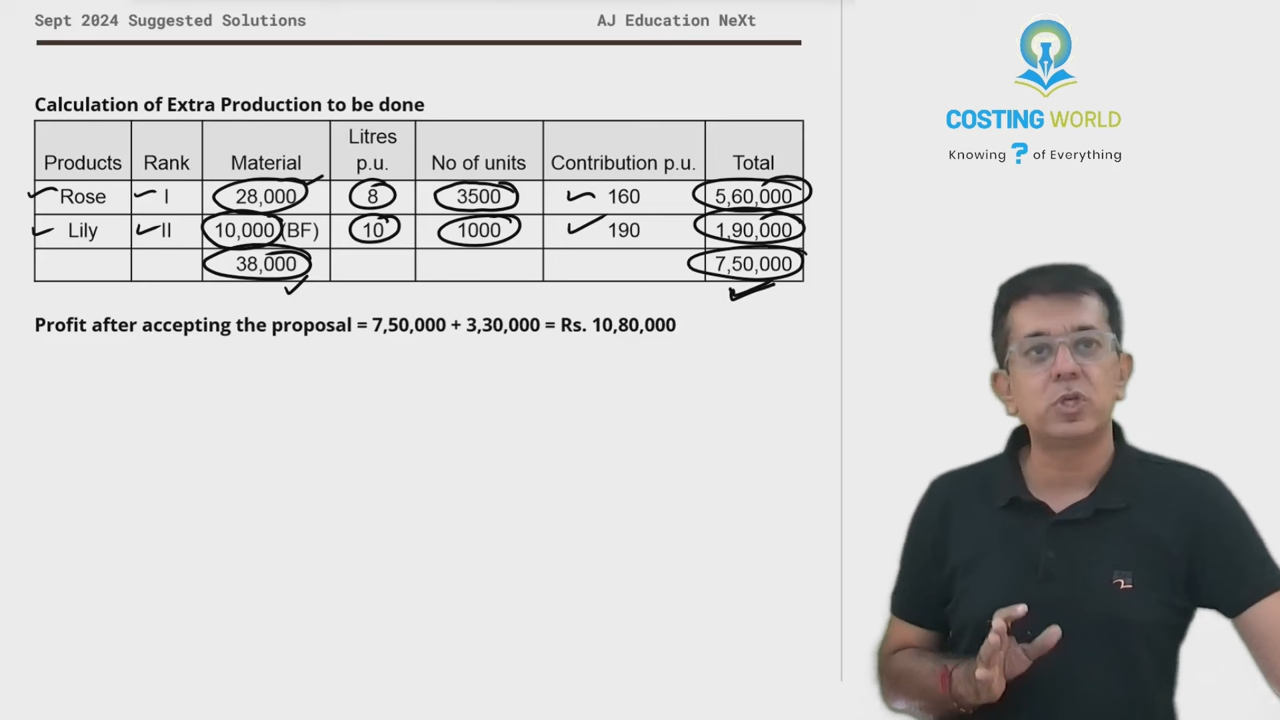 Sept 2024 Suggested Solutions AJ Education NeXt
COSTING WORLD
Knowing ? of Everything
Calculation of Extra Production to be done
Products Rank Material Litres p.u. No of units Contribution p.u. Total
Rose I 28,000 8 3500 160 5,60,000
Lily II 10,000 (BF) 10 1000 190 1,90,000
38,000 7,50,000
Profit after accepting the proposal = 7,50,000 + 3,30,000 = Rs. 10,80,000